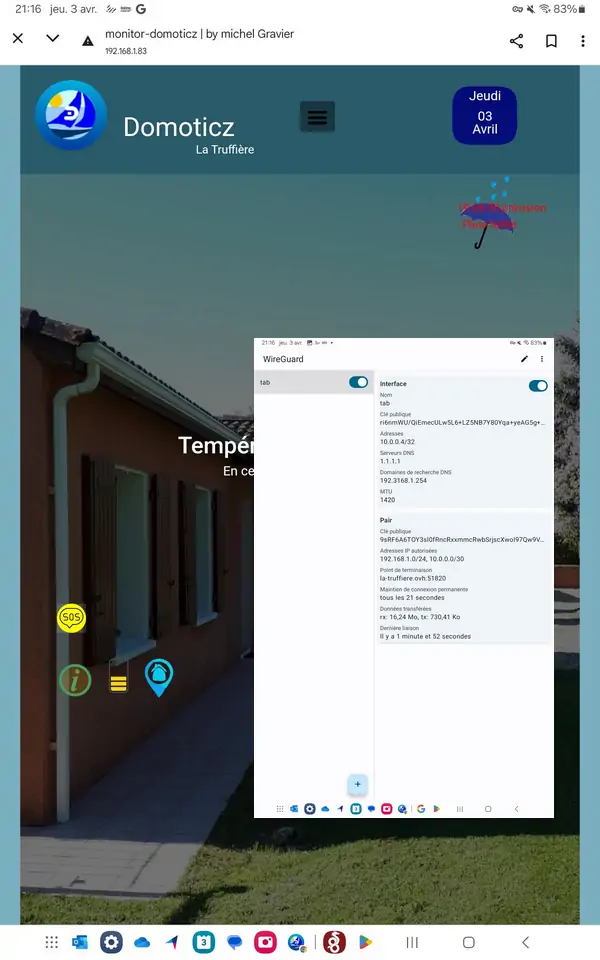 21:16 jeu. 3 avr. G 83%
monitor-domoticz | by michel Gravier
192.168.1.83
Domoticz
La Truffière
Jeudi
03
Avril
Tempér
En ce
SOS
i
21:16 jeu. 3 avr. 83%
WireGuard
tab
Interface
Nom
tab
Clé publique
ri6nmWU/QiEmecULw5L6+LZ5NB7Y80Yqa+yeAG5g+...
Adresses
10.0.0.4/32
Serveurs DNS
1.1.1.1
Domaines de recherche DNS
192.3168.1.254
MTU
1420
Pair
Clé publique
9sRF6A6TOY3sI0fRncRxxmmcRwbSrjscXwoI97Qw9V...
Adresses IP autorisées
192.168.1.0/24, 10.0.0.0/30
Point de terminaison
la-truffiere.ovh:51820
Maintien de connexion permanente
tous les 21 secondes
Données transférées
rx: 16,24 Mo, tx: 730,41 Ko
Dernière liaison
Il y a 1 minute et 52 secondes
+
3
G
3